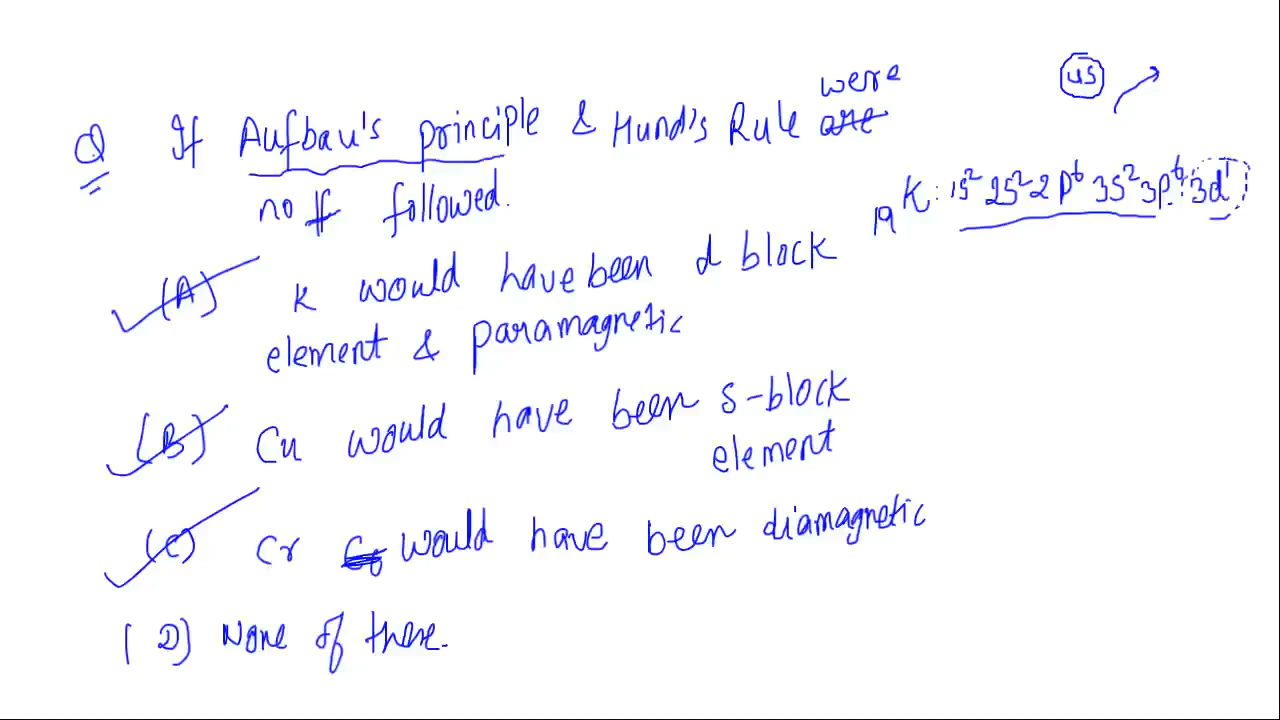 Q If Aufbau's principle & Hund's Rule are were
not followed.
(A) K would have been d block
element & paramagnetic
(B) Cu would have been s-block
element
(C) Cr would have been diamagnetic
(D) None of these.
4s
19K: 1s² 2s² 2p⁶ 3s² 3p⁶ 3d¹